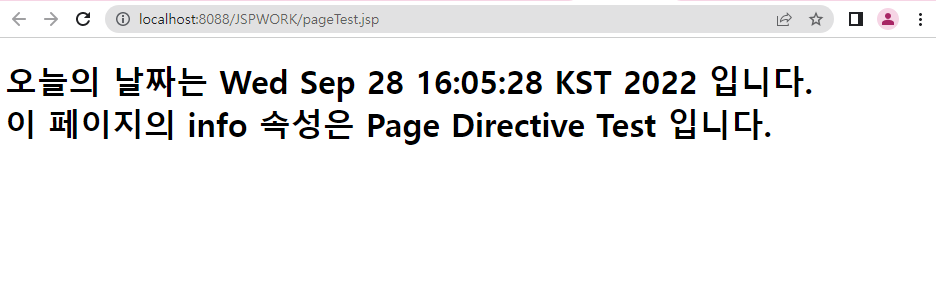 localhost:8088/JSPWORK/pageTest.jsp
오늘의 날짜는 Wed Sep 28 16:05:28 KST 2022 입니다.
이 페이지의 info 속성은 Page Directive Test 입니다.